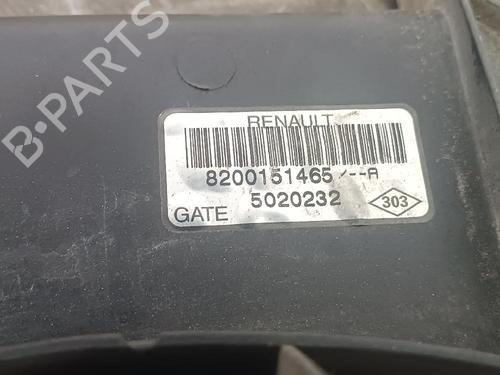 B-PARTS
RENAULT
8200151465/--A
GATE 5020232 303